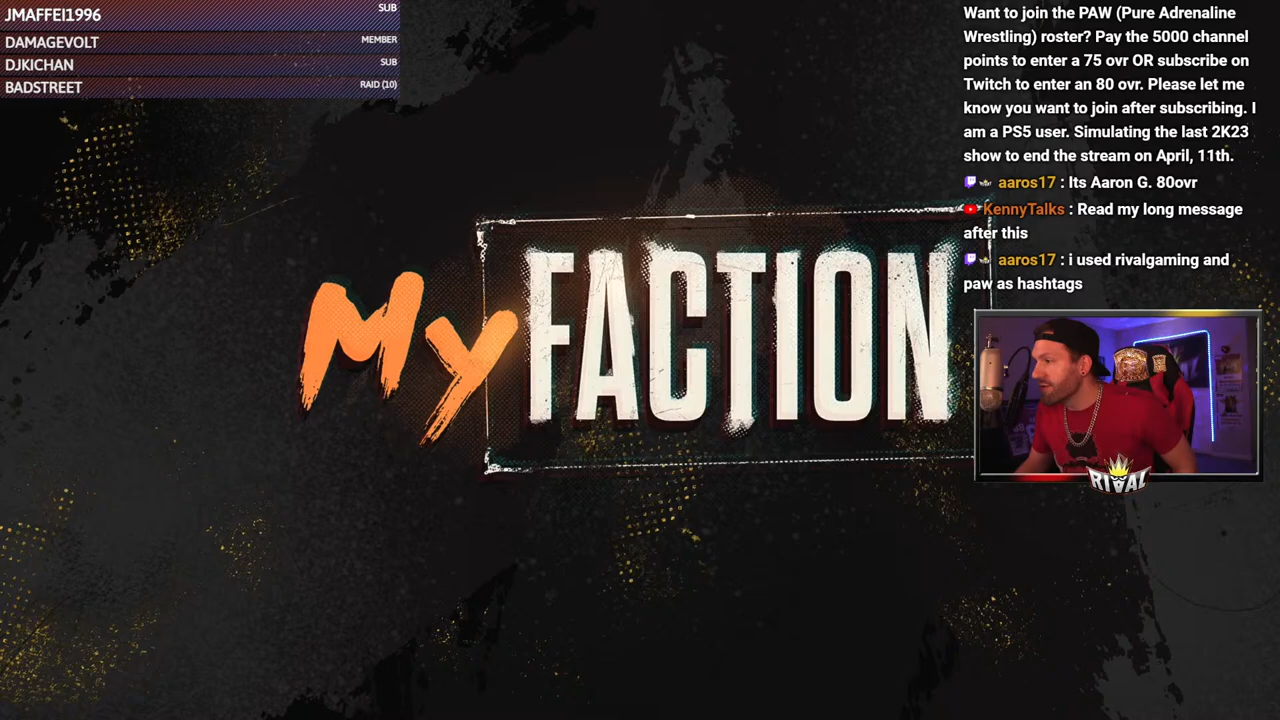 JMAFFEI1996 SUB
DAMAGEVOLT MEMBER
DJKICHAN SUB
BADSTREET RAID (10)
Want to join the PAW (Pure Adrenaline
Wrestling) roster? Pay the 5000 channel
points to enter a 75 ovr OR subscribe on
Twitch to enter an 80 ovr. Please let me
know you want to join after subscribing. I
am a PS5 user. Simulating the last 2K23
show to end the stream on April, 11th.
aaros17 : Its Aaron G. 80ovr
KennyTalks : Read my long message
after this
aaros17 : i used rivalgaming and
paw as hashtags
My FACTION
RIVAL